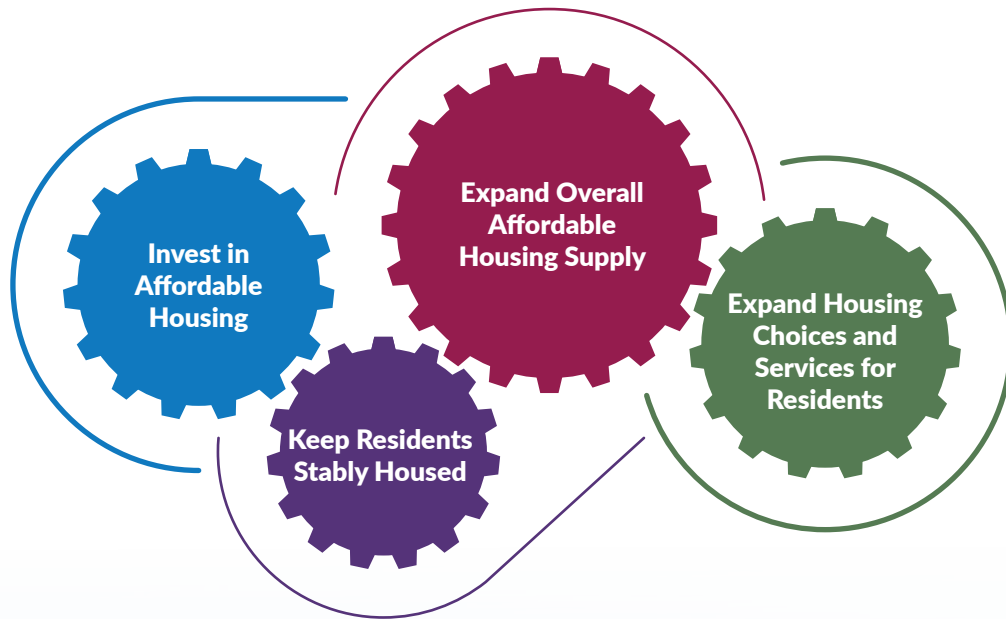 Invest in
Affordable
Housing
Keep Residents
Stably Housed
Expand Overall
Affordable
Housing Supply
Expand Housing
Choices and
Services for
Residents